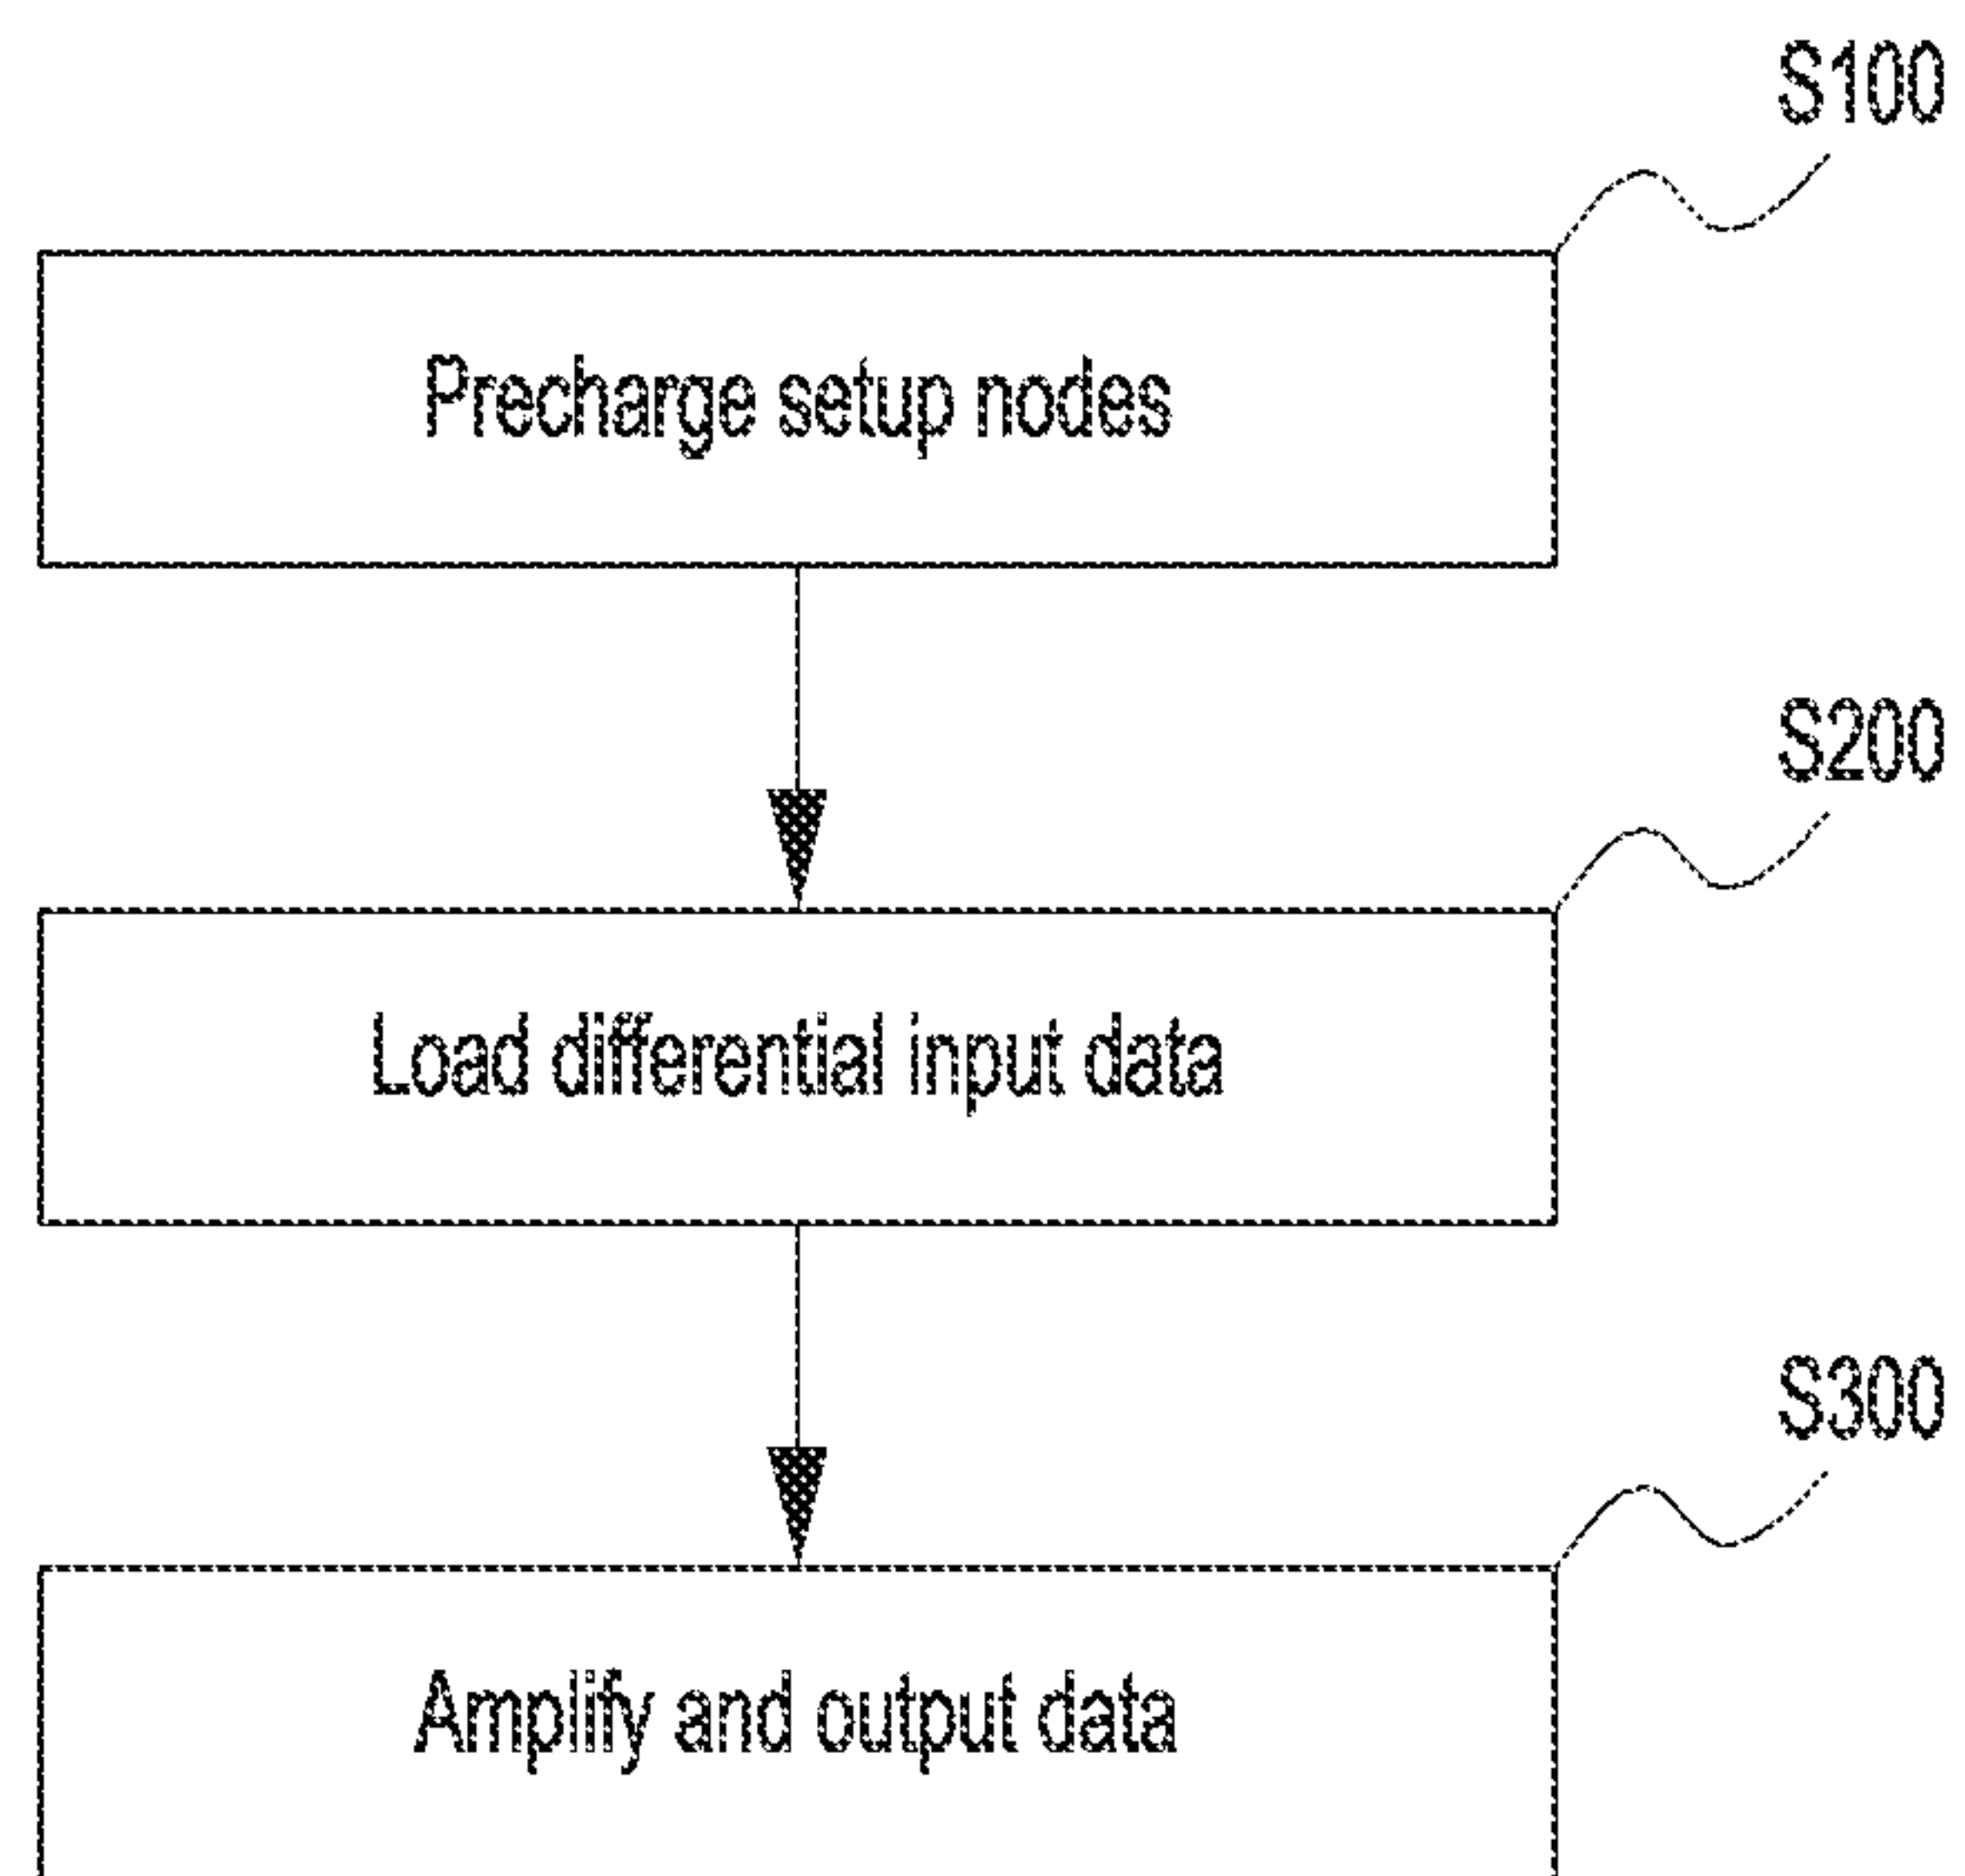 S100
Precharge setup nodes
S200
Load differential input data
S300
Amplify and output data